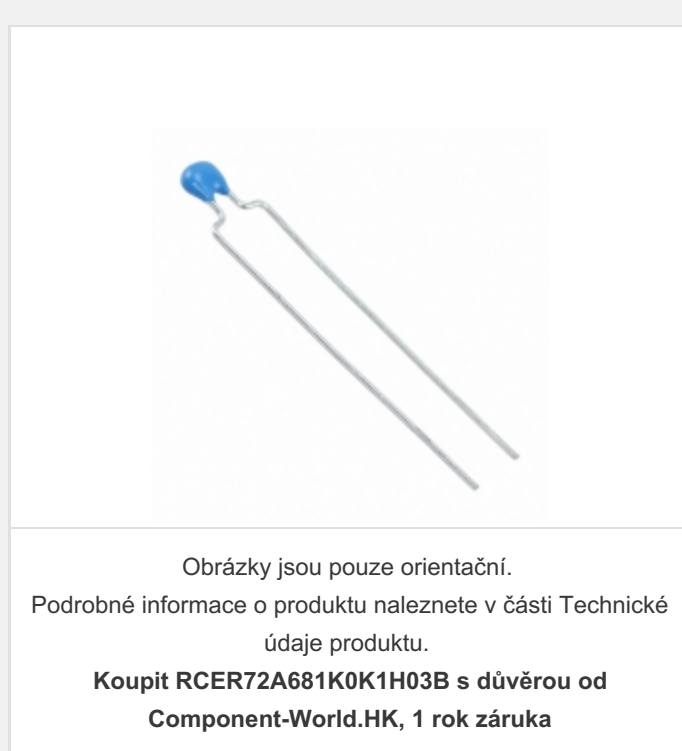 Obrázky jsou pouze orientační.
Podrobné informace o produktu naleznete v části Technické
údaje produktu.
Koupit RCER72A681K0K1H03B s důvěrou od
Component-World.HK, 1 rok záruka